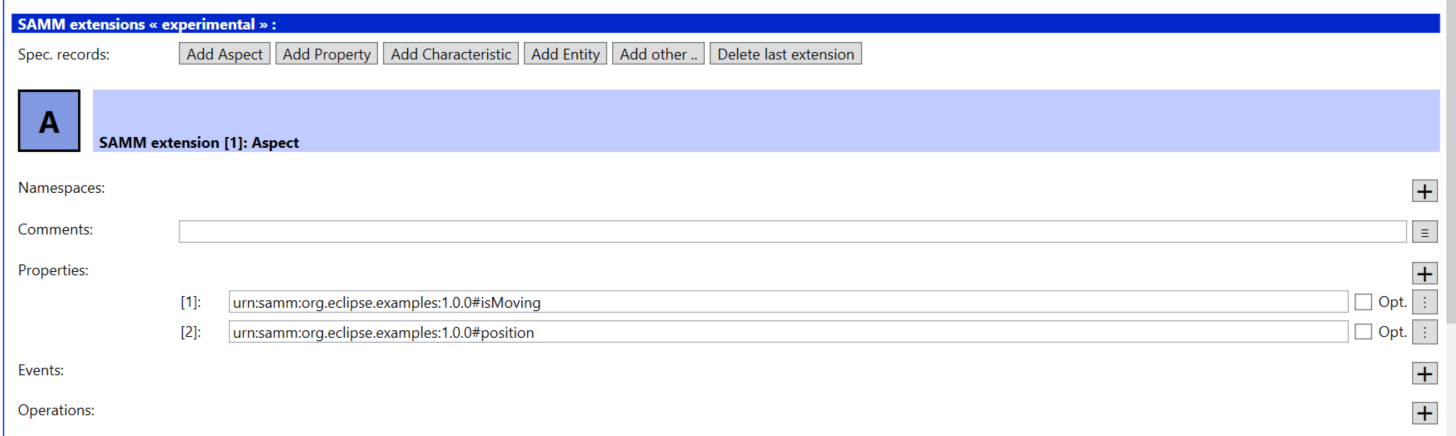 SAMM extensions « experimental » :
Spec. records: Add Aspect Add Property Add Characteristic Add Entity Add other .. Delete last extension
A
SAMM extension [1]: Aspect
Namespaces: +
Comments: ≡
Properties: +
[1]: urn:samm:org.eclipse.examples:1.0.0#isMoving Opt. ⋮
[2]: urn:samm:org.eclipse.examples:1.0.0#position Opt. ⋮
Events: +
Operations: +